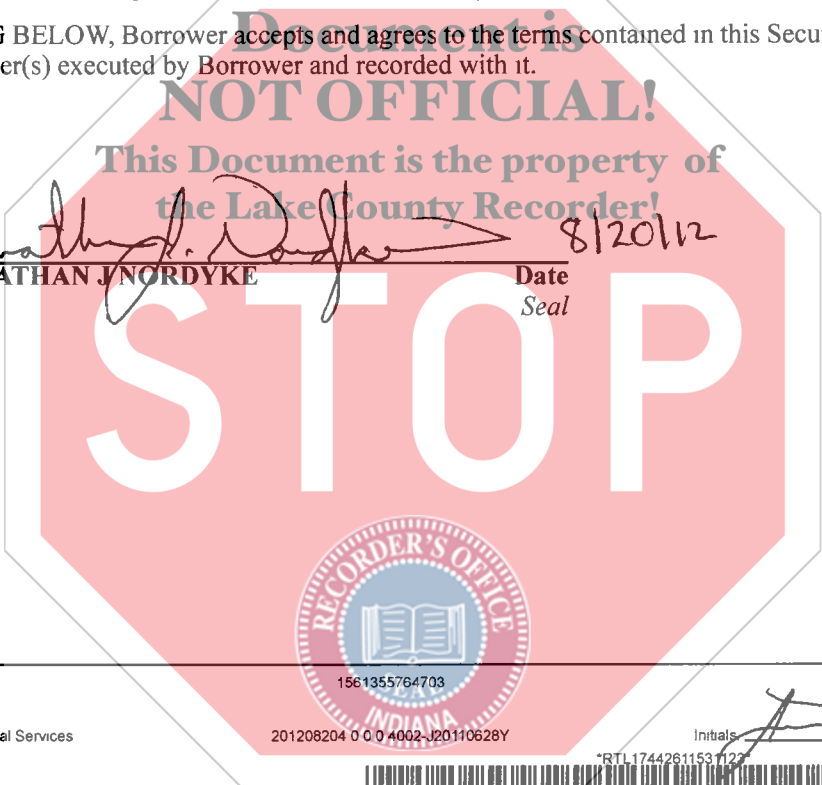 BELOW, Borrower accepts and agrees to the terms contained in this Secu
er(s) executed by Borrower and recorded with it.
Document is
NOT OFFICIAL!
This Document is the property of
the Lake County Recorder!
8/20/12
ATHAN J NORDYKE Date
Seal
STOP
RECORDER'S OFFICE
SEAL
INDIANA
1561355764703
al Services 201208204 0 0 0 4002-J20110628Y Initials
*RTL17442611531123*